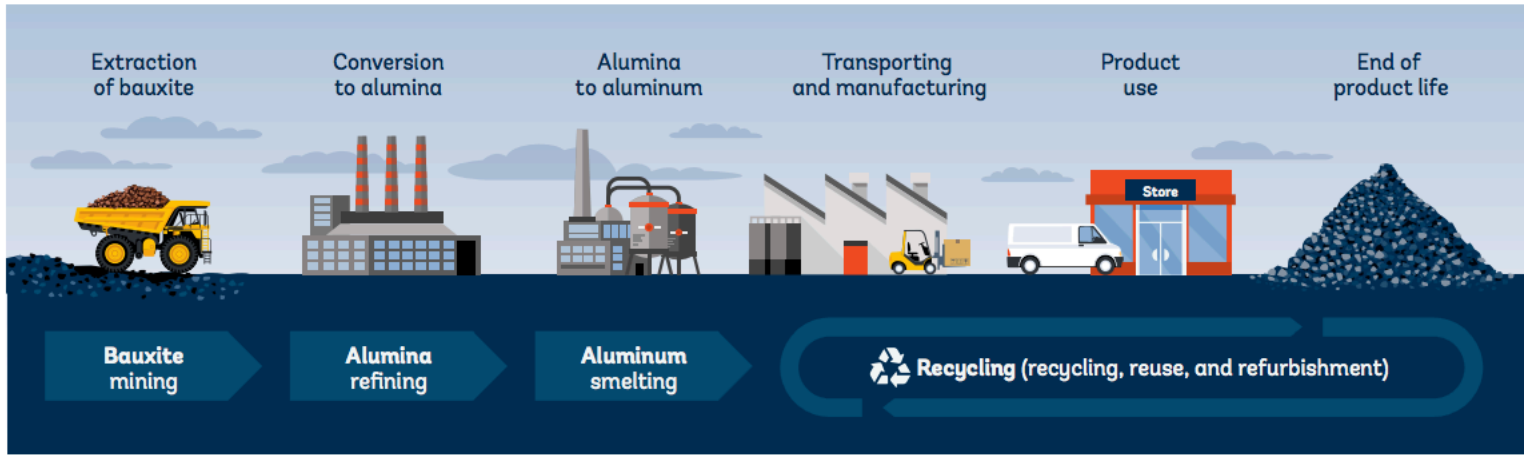 Extraction
of bauxite
Conversion
to alumina
Alumina
to aluminum
Transporting
and manufacturing
Product
use
End of
product life
Store
Bauxite
mining
Alumina
refining
Aluminum
smelting
Recycling (recycling, reuse, and refurbishment)